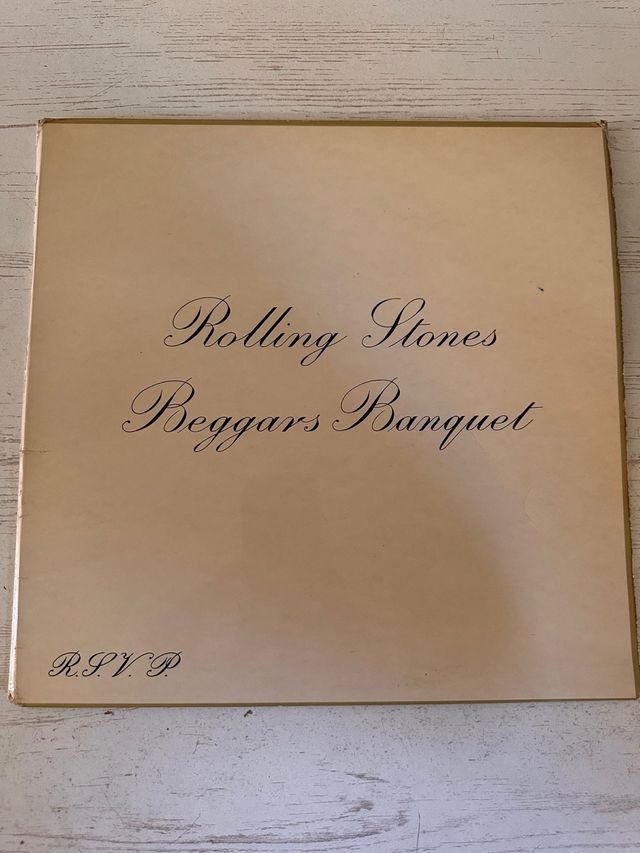 Rolling Stones
Beggars Banquet
R.S.V.P.